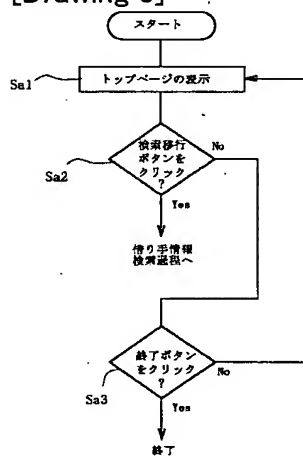 [Drawing 3]
スタート
Sa1
トップページの表示
検索移行
ボタンを
クリック
?
No
Sa2
Yes
借り手情報
検索過程へ
終了ボタン
をクリック
?
No
Sa3
Yes
終了